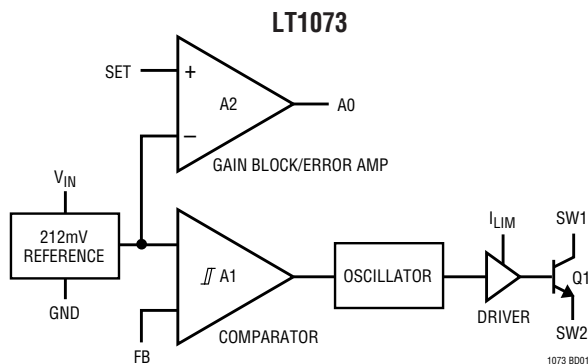 LT1073
SET
+
A2
A0
−
GAIN BLOCK/ERROR AMP
VIN
212mV
REFERENCE
GND
A1
COMPARATOR
FB
OSCILLATOR
ILIM
DRIVER
SW1
Q1
SW2
1073 BD01